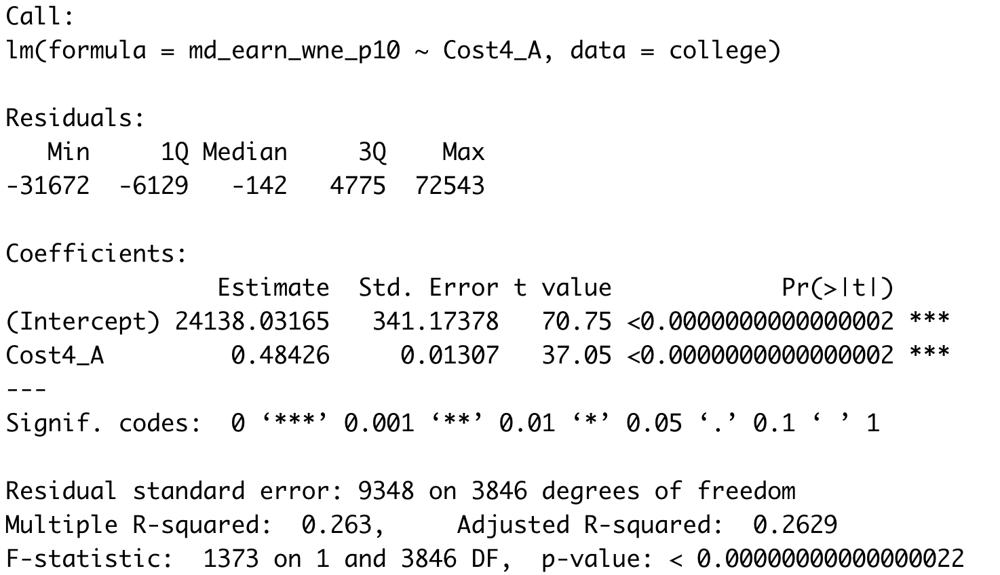 Call:
lm(formula = md_earn_wne_p10 ~ Cost4_A, data = college)

Residuals:
   Min     1Q Median     3Q    Max
-31672  -6129   -142   4775  72543

Coefficients:
               Estimate  Std. Error t value            Pr(>|t|)
(Intercept) 24138.03165   341.17378   70.75 <0.0000000000000002 ***
Cost4_A         0.48426     0.01307   37.05 <0.0000000000000002 ***
---
Signif. codes:  0 ‘***’ 0.001 ‘**’ 0.01 ‘*’ 0.05 ‘.’ 0.1 ‘ ’ 1

Residual standard error: 9348 on 3846 degrees of freedom
Multiple R-squared:  0.263,	Adjusted R-squared:  0.2629
F-statistic:  1373 on 1 and 3846 DF,  p-value: < 0.00000000000000022